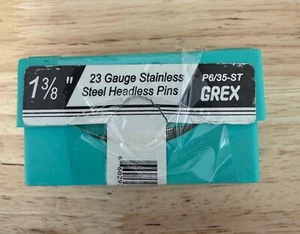 1 3/8 "
23 Gauge Stainless
Steel Headless Pins
P6/35-ST
GREX